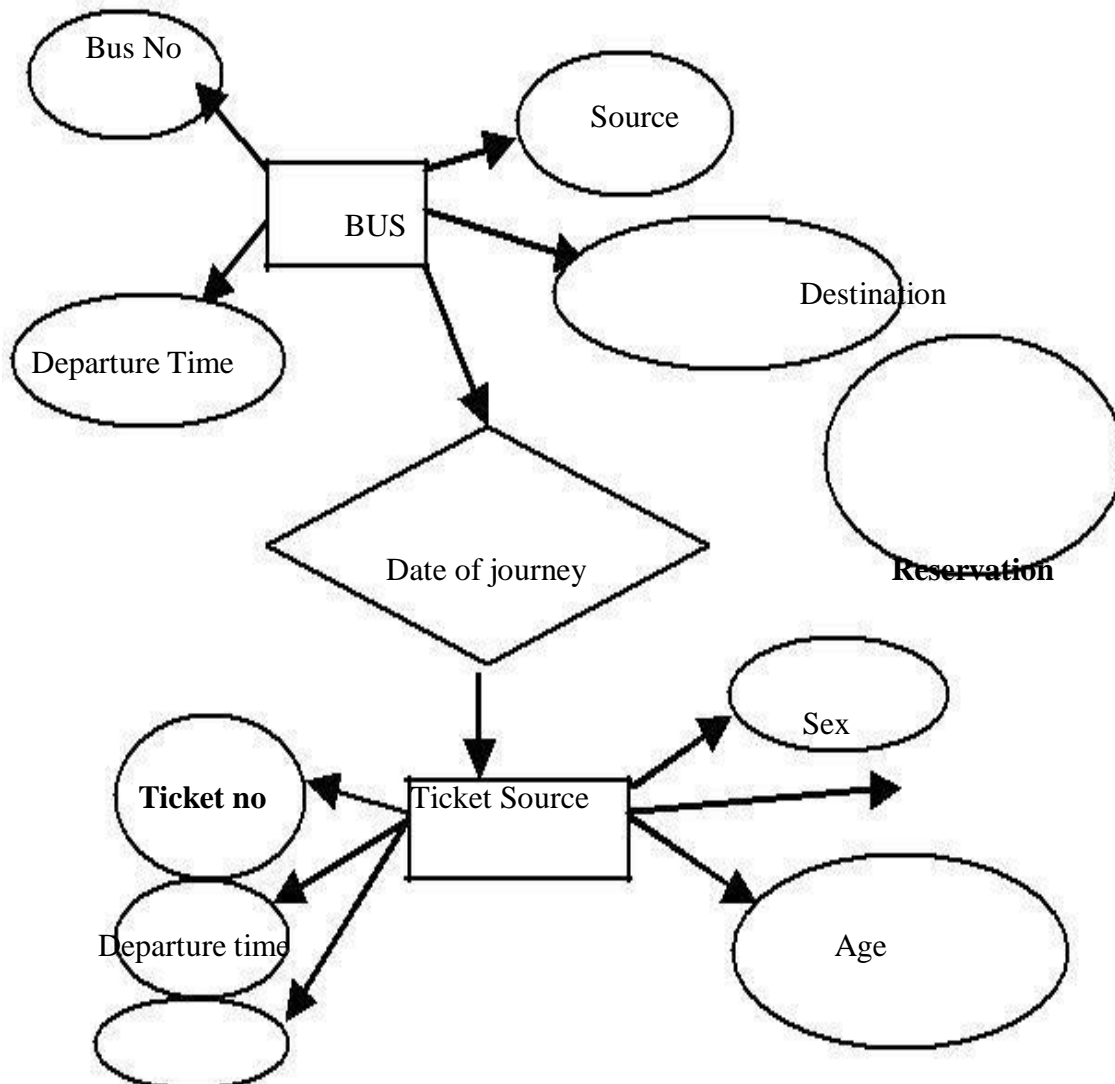 Bus No
Source
BUS
Destination
Departure Time
Date of journey
Reservation
Sex
Ticket no
Ticket Source
Departure time
Age